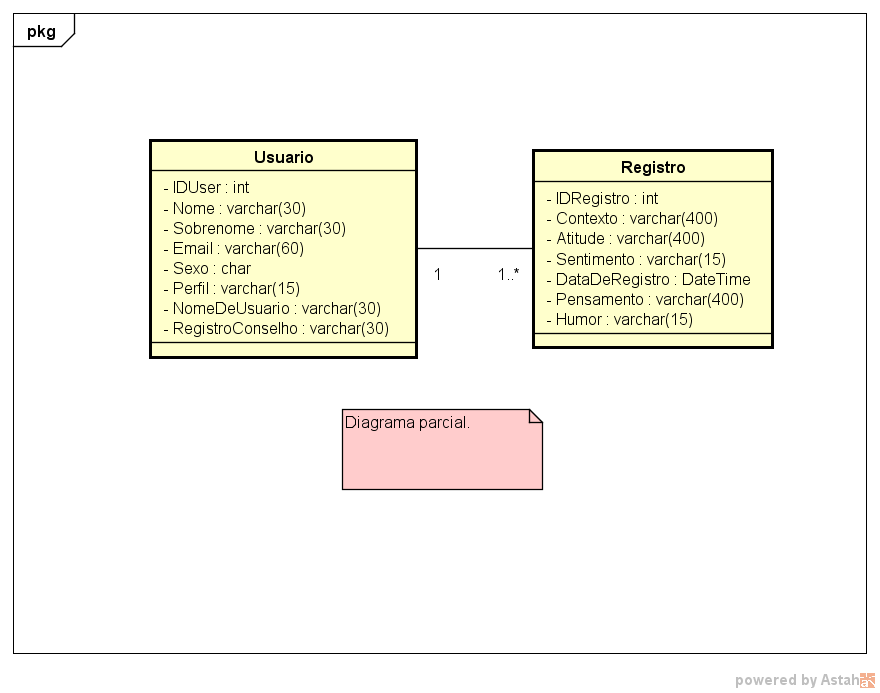 pkg
Usuario
- IDUser : int
- Nome : varchar(30)
- Sobrenome : varchar(30)
- Email : varchar(60)
- Sexo : char
- Perfil : varchar(15)
- NomeDeUsuario : varchar(30)
- RegistroConselho : varchar(30)
1
1..*
Registro
- IDRegistro : int
- Contexto : varchar(400)
- Atitude : varchar(400)
- Sentimento : varchar(15)
- DataDeRegistro : DateTime
- Pensamento : varchar(400)
- Humor : varchar(15)
Diagrama parcial.
powered by Astah